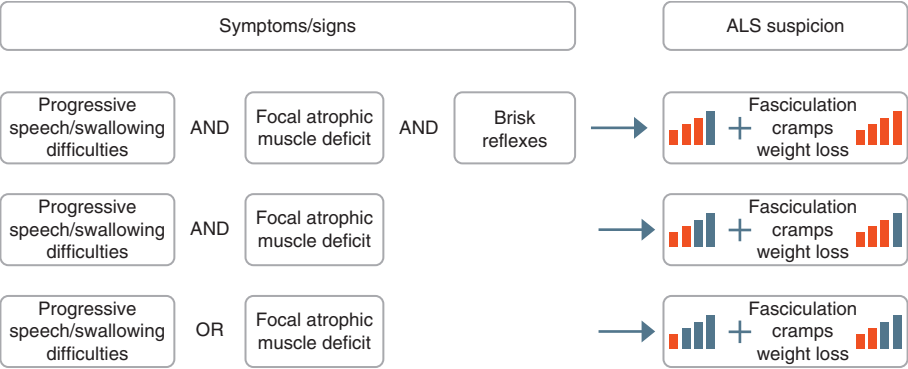 Symptoms/signs
ALS suspicion
Progressive
speech/swallowing
difficulties
AND
Focal atrophic
muscle deficit
AND
Brisk
reflexes
+
Fasciculation
cramps
weight loss
Progressive
speech/swallowing
difficulties
AND
Focal atrophic
muscle deficit
+
Fasciculation
cramps
weight loss
Progressive
speech/swallowing
difficulties
OR
Focal atrophic
muscle deficit
+
Fasciculation
cramps
weight loss